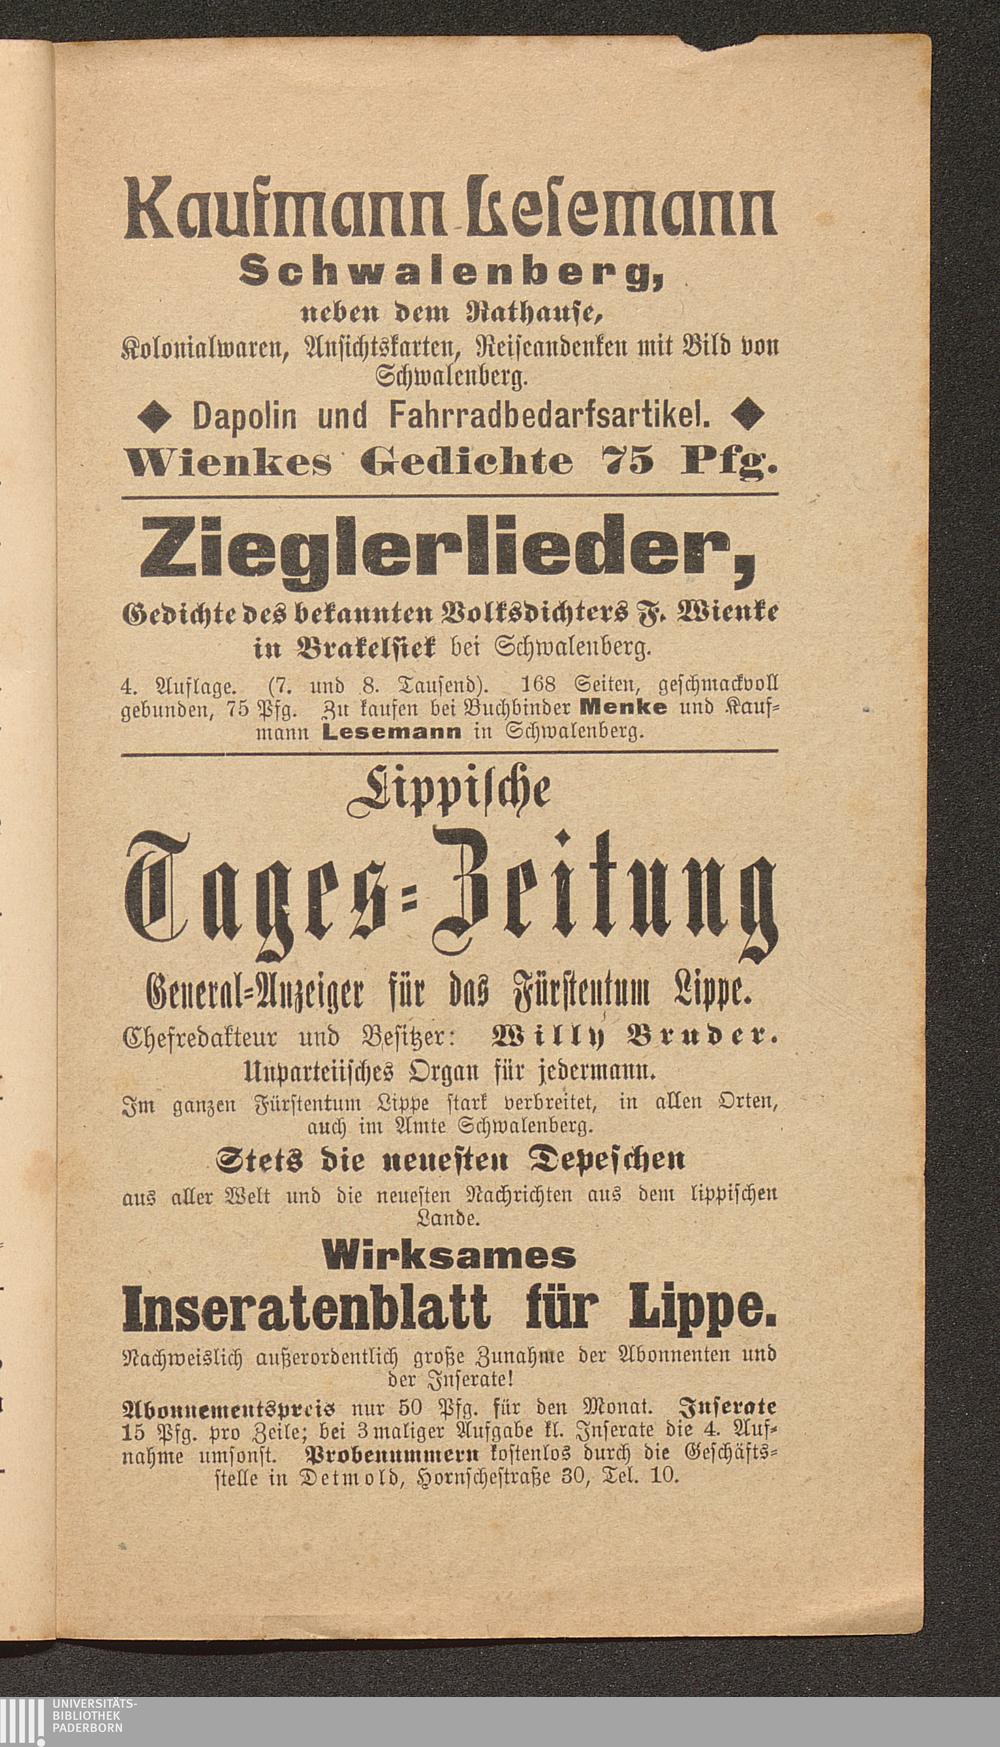 Kaufmann Lesemann
Schwalenberg,
neben dem Rathause,
Kolonialwaren, Ansichtskarten, Reiseandenken mit Bild von
Schwalenberg.
◆ Dapolin und Fahrradbedarfsartikel. ◆
Wienkes Gedichte 75 Pfg.
Zieglerlieder,
Gedichte des bekannten Volksdichters F. Wienke
in Brakelsiek bei Schwalenberg.
4. Auflage. (7. und 8. Tausend). 168 Seiten, geschmackvoll
gebunden, 75 Pfg. Zu kaufen bei Buchbinder Menke und Kauf-
mann Lesemann in Schwalenberg.
Lippische
Tages-Zeitung
General-Anzeiger für das Fürstentum Lippe.
Chefredakteur und Besitzer: Willy Bruder.
Unparteiisches Organ für jedermann.
Im ganzen Fürstentum Lippe stark verbreitet, in allen Orten,
auch im Amte Schwalenberg.
Stets die neuesten Depeschen
aus aller Welt und die neuesten Nachrichten aus dem lippischen
Lande.
Wirksames
Inseratenblatt für Lippe.
Nachweislich außerordentlich große Zunahme der Abonnenten und
der Inserate!
Abonnementspreis nur 50 Pfg. für den Monat. Inserate
15 Pfg. pro Zeile; bei 3maliger Aufgabe kl. Inserate die 4. Auf-
nahme umsonst. Probenummern kostenlos durch die Geschäfts-
stelle in Detmold, Hornschestraße 30, Tel. 10.
UNIVERSITÄTS-
BIBLIOTHEK
PADERBORN